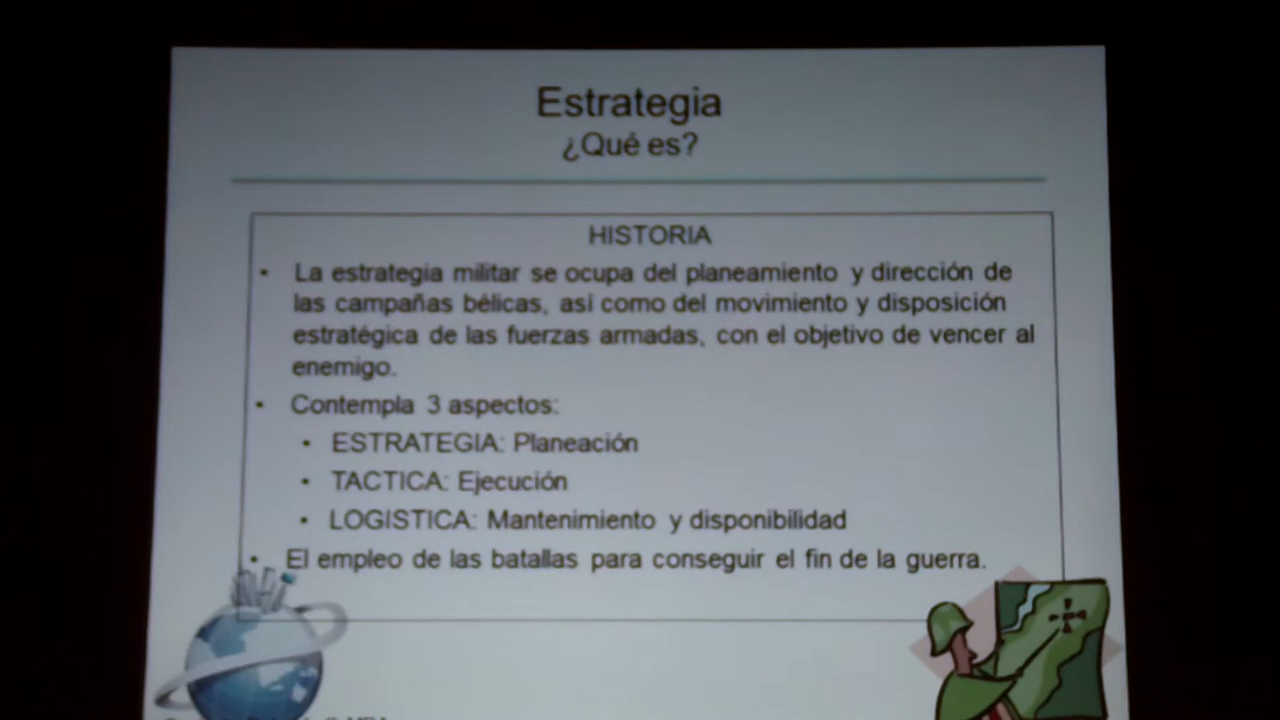 Estrategia
¿Qué es?
HISTORIA
• La estrategia militar se ocupa del planeamiento y dirección de
las campañas bélicas, así como del movimiento y disposición
estratégica de las fuerzas armadas, con el objetivo de vencer al
enemigo.
• Contempla 3 aspectos:
• ESTRATEGIA: Planeación
• TACTICA: Ejecución
• LOGISTICA: Mantenimiento y disponibilidad
• El empleo de las batallas para conseguir el fin de la guerra.